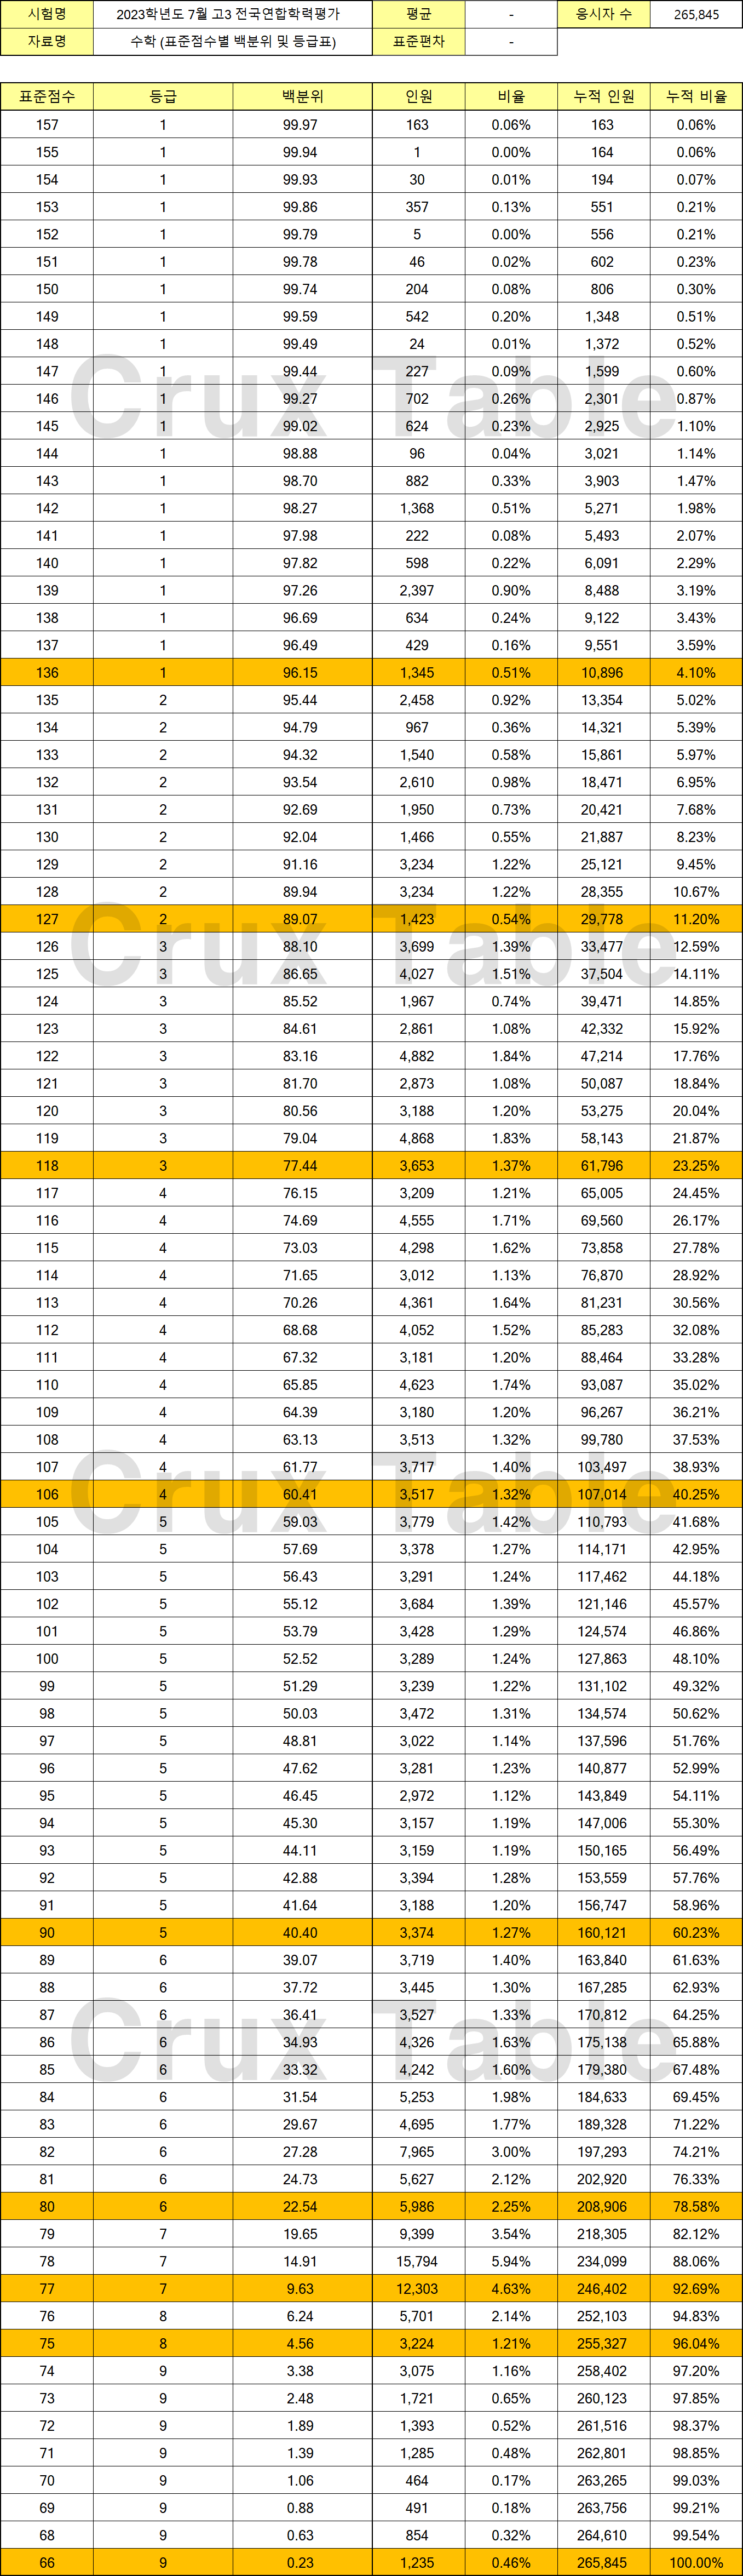 시험명 2023학년도 7월 고3 전국연합학력평가 평균 - 응시자 수 265,845
자료명 수학 (표준점수별 백분위 및 등급표) 표준편차 -
표준점수 등급 백분위 인원 비율 누적 인원 누적 비율
157 1 99.97 163 0.06% 163 0.06%
155 1 99.94 1 0.00% 164 0.06%
154 1 99.93 30 0.01% 194 0.07%
153 1 99.86 357 0.13% 551 0.21%
152 1 99.79 5 0.00% 556 0.21%
151 1 99.78 46 0.02% 602 0.23%
150 1 99.74 204 0.08% 806 0.30%
149 1 99.59 542 0.20% 1,348 0.51%
148 1 99.49 24 0.01% 1,372 0.52%
147 1 99.44 227 0.09% 1,599 0.60%
146 1 99.27 702 0.26% 2,301 0.87%
Crux Table
145 1 99.02 624 0.23% 2,925 1.10%
144 1 98.88 96 0.04% 3,021 1.14%
143 1 98.70 882 0.33% 3,903 1.47%
142 1 98.27 1,368 0.51% 5,271 1.98%
141 1 97.98 222 0.08% 5,493 2.07%
140 1 97.82 598 0.22% 6,091 2.29%
139 1 97.26 2,397 0.90% 8,488 3.19%
138 1 96.69 634 0.24% 9,122 3.43%
137 1 96.49 429 0.16% 9,551 3.59%
136 1 96.15 1,345 0.51% 10,896 4.10%
135 2 95.44 2,458 0.92% 13,354 5.02%
134 2 94.79 967 0.36% 14,321 5.39%
133 2 94.32 1,540 0.58% 15,861 5.97%
132 2 93.54 2,610 0.98% 18,471 6.95%
131 2 92.69 1,950 0.73% 20,421 7.68%
130 2 92.04 1,466 0.55% 21,887 8.23%
129 2 91.16 3,234 1.22% 25,121 9.45%
128 2 89.94 3,234 1.22% 28,355 10.67%
127 2 89.07 1,423 0.54% 29,778 11.20%
126 3 88.10 3,699 1.39% 33,477 12.59%
Crux Table
125 3 86.65 4,027 1.51% 37,504 14.11%
124 3 85.52 1,967 0.74% 39,471 14.85%
123 3 84.61 2,861 1.08% 42,332 15.92%
122 3 83.16 4,882 1.84% 47,214 17.76%
121 3 81.70 2,873 1.08% 50,087 18.84%
120 3 80.56 3,188 1.20% 53,275 20.04%
119 3 79.04 4,868 1.83% 58,143 21.87%
118 3 77.44 3,653 1.37% 61,796 23.25%
117 4 76.15 3,209 1.21% 65,005 24.45%
116 4 74.69 4,555 1.71% 69,560 26.17%
115 4 73.03 4,298 1.62% 73,858 27.78%
114 4 71.65 3,012 1.13% 76,870 28.92%
113 4 70.26 4,361 1.64% 81,231 30.56%
112 4 68.68 4,052 1.52% 85,283 32.08%
111 4 67.32 3,181 1.20% 88,464 33.28%
110 4 65.85 4,623 1.74% 93,087 35.02%
109 4 64.39 3,180 1.20% 96,267 36.21%
108 4 63.13 3,513 1.32% 99,780 37.53%
107 4 61.77 3,717 1.40% 103,497 38.93%
106 4 60.41 3,517 1.32% 107,014 40.25%
Crux Table
105 5 59.03 3,779 1.42% 110,793 41.68%
104 5 57.69 3,378 1.27% 114,171 42.95%
103 5 56.43 3,291 1.24% 117,462 44.18%
102 5 55.12 3,684 1.39% 121,146 45.57%
101 5 53.79 3,428 1.29% 124,574 46.86%
100 5 52.52 3,289 1.24% 127,863 48.10%
99 5 51.29 3,239 1.22% 131,102 49.32%
98 5 50.03 3,472 1.31% 134,574 50.62%
97 5 48.81 3,022 1.14% 137,596 51.76%
96 5 47.62 3,281 1.23% 140,877 52.99%
95 5 46.45 2,972 1.12% 143,849 54.11%
94 5 45.30 3,157 1.19% 147,006 55.30%
93 5 44.11 3,159 1.19% 150,165 56.49%
92 5 42.88 3,394 1.28% 153,559 57.76%
91 5 41.64 3,188 1.20% 156,747 58.96%
90 5 40.40 3,374 1.27% 160,121 60.23%
89 6 39.07 3,719 1.40% 163,840 61.63%
88 6 37.72 3,445 1.30% 167,285 62.93%
87 6 36.41 3,527 1.33% 170,812 64.25%
86 6 34.93 4,326 1.63% 175,138 65.88%
Crux Table
85 6 33.32 4,242 1.60% 179,380 67.48%
84 6 31.54 5,253 1.98% 184,633 69.45%
83 6 29.67 4,695 1.77% 189,328 71.22%
82 6 27.28 7,965 3.00% 197,293 74.21%
81 6 24.73 5,627 2.12% 202,920 76.33%
80 6 22.54 5,986 2.25% 208,906 78.58%
79 7 19.65 9,399 3.54% 218,305 82.12%
78 7 14.91 15,794 5.94% 234,099 88.06%
77 7 9.63 12,303 4.63% 246,402 92.69%
76 8 6.24 5,701 2.14% 252,103 94.83%
75 8 4.56 3,224 1.21% 255,327 96.04%
74 9 3.38 3,075 1.16% 258,402 97.20%
73 9 2.48 1,721 0.65% 260,123 97.85%
72 9 1.89 1,393 0.52% 261,516 98.37%
71 9 1.39 1,285 0.48% 262,801 98.85%
70 9 1.06 464 0.17% 263,265 99.03%
69 9 0.88 491 0.18% 263,756 99.21%
68 9 0.63 854 0.32% 264,610 99.54%
66 9 0.23 1,235 0.46% 265,845 100.00%